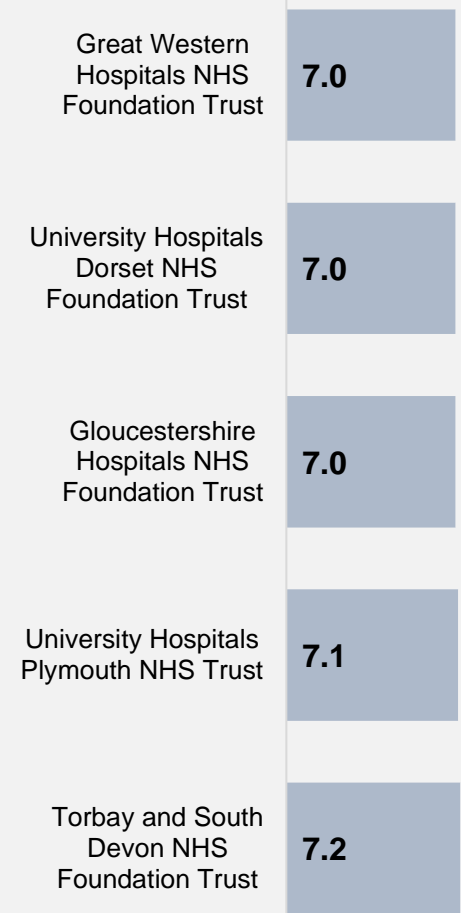 Great Western
Hospitals NHS
Foundation Trust
7.0
University Hospitals
Dorset NHS
Foundation Trust
7.0
Gloucestershire
Hospitals NHS
Foundation Trust
7.0
University Hospitals
Plymouth NHS Trust
7.1
Torbay and South
Devon NHS
Foundation Trust
7.2